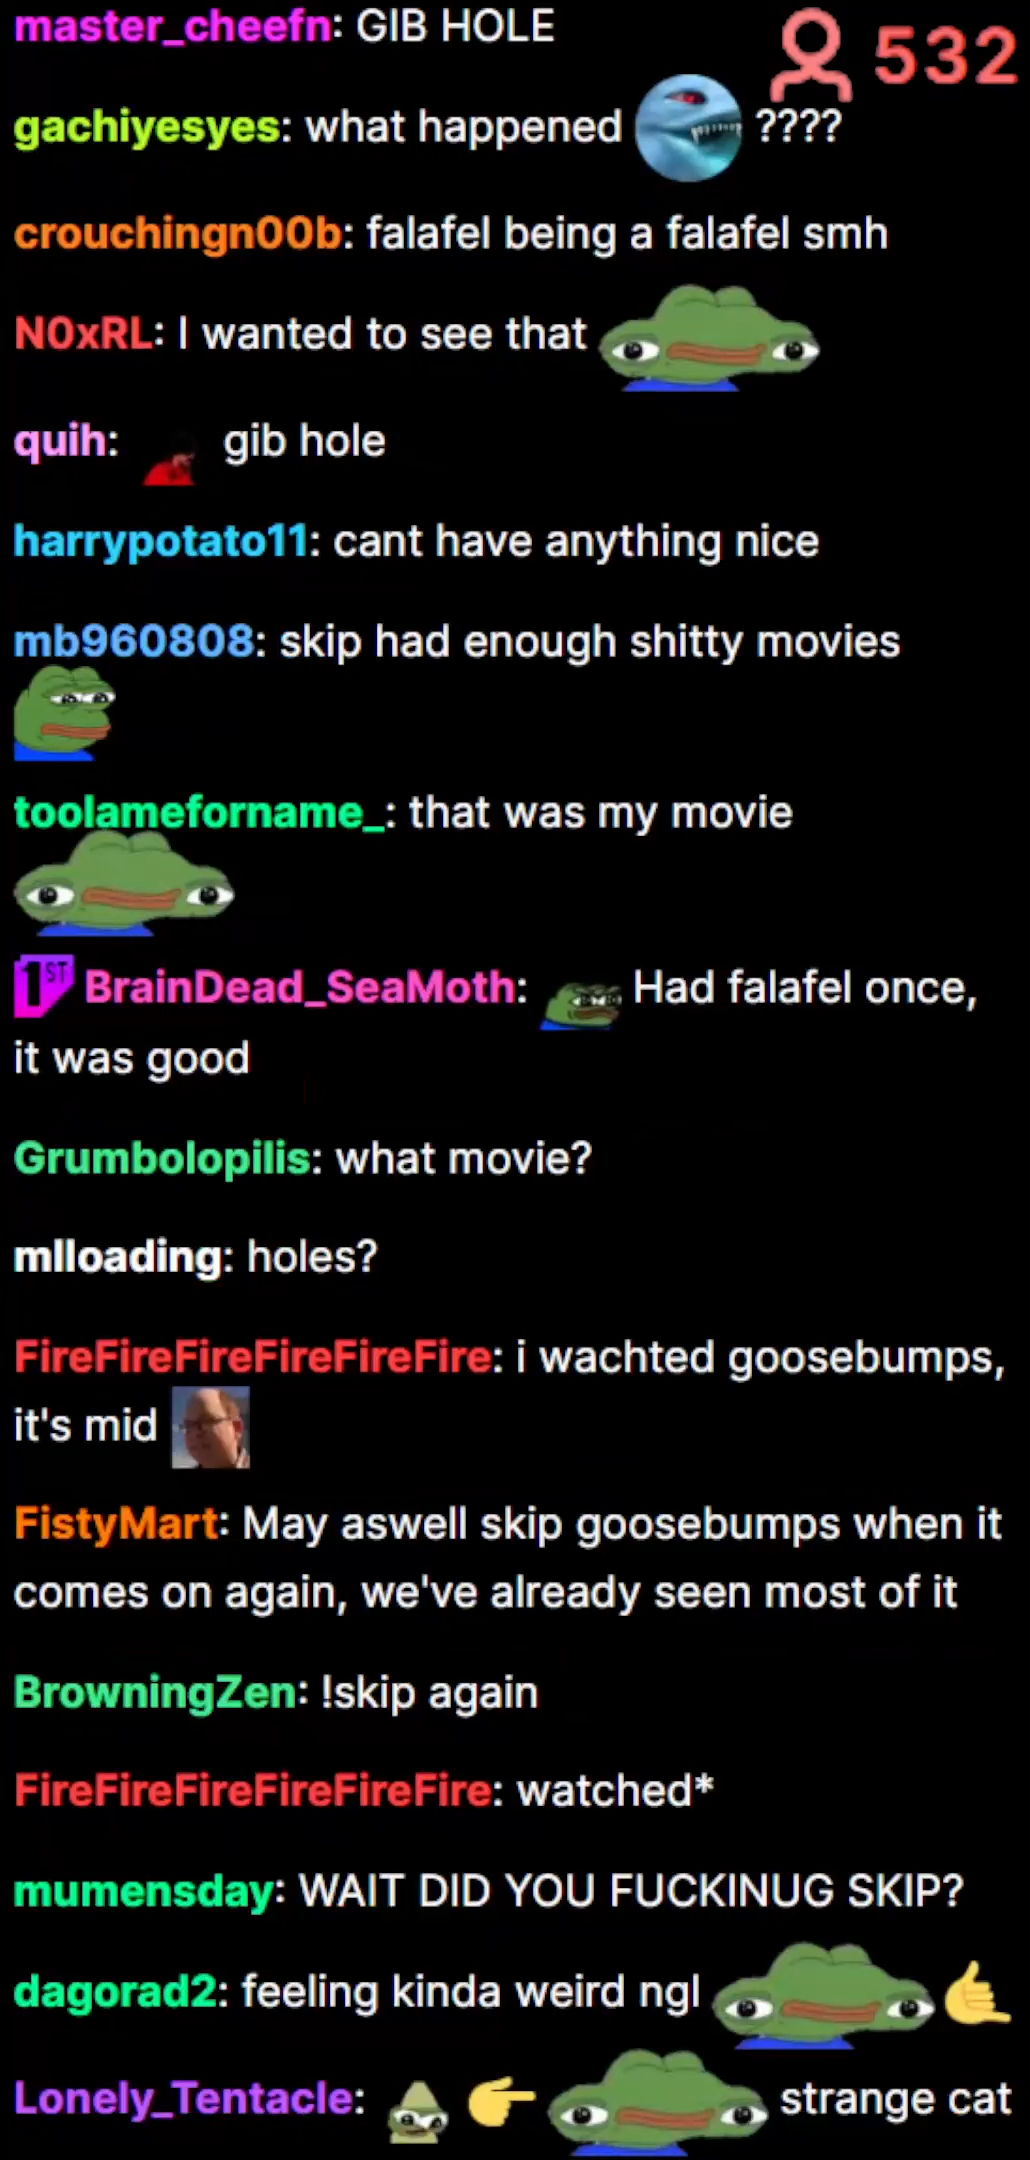 master_cheefn: GIB HOLE
532
gachiyesyes: what happened ????
crouchingn00b: falafel being a falafel smh
N0xRL: I wanted to see that
quih: gib hole
harrypotato11: cant have anything nice
mb960808: skip had enough shitty movies
toolameforname_: that was my movie
1ST BrainDead_SeaMoth: Had falafel once,
it was good
Grumbolopilis: what movie?
mlloading: holes?
FireFireFireFireFireFire: i wachted goosebumps,
it's mid
FistyMart: May aswell skip goosebumps when it
comes on again, we've already seen most of it
BrowningZen: !skip again
FireFireFireFireFireFire: watched*
mumensday: WAIT DID YOU FUCKINUG SKIP?
dagorad2: feeling kinda weird ngl
Lonely_Tentacle: strange cat